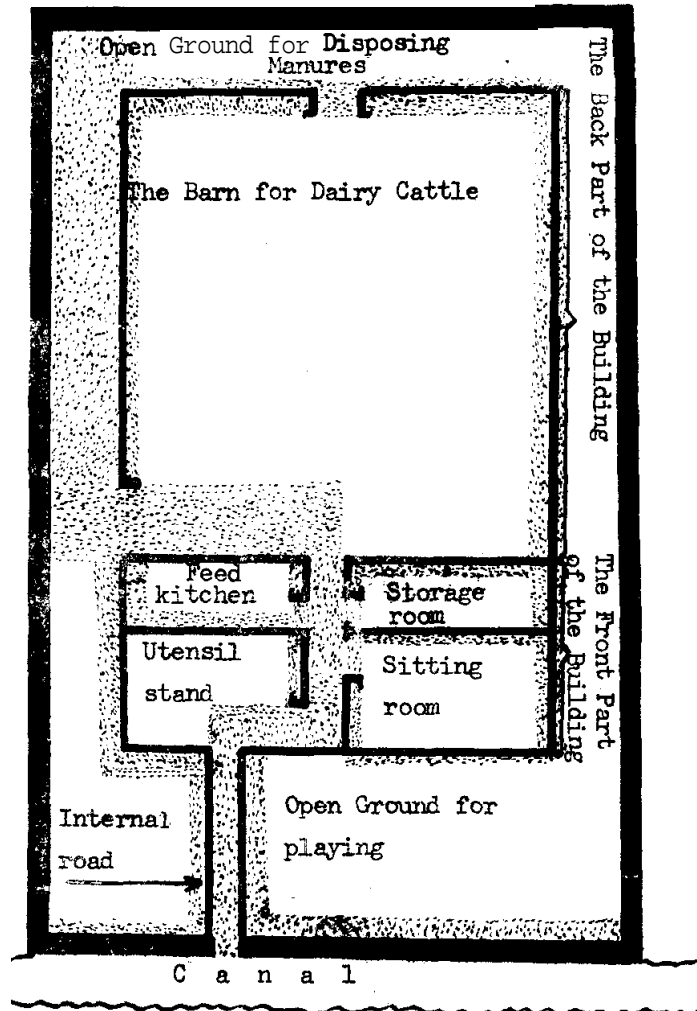 Open Ground for Disposing
Manures
The Back Part of the Building
The Barn for Dairy Cattle
Feed
kitchen
Storage
room
The Front Part
of the Building
Utensil
stand
Sitting
room
Internal
road
Open Ground for
playing
Canal